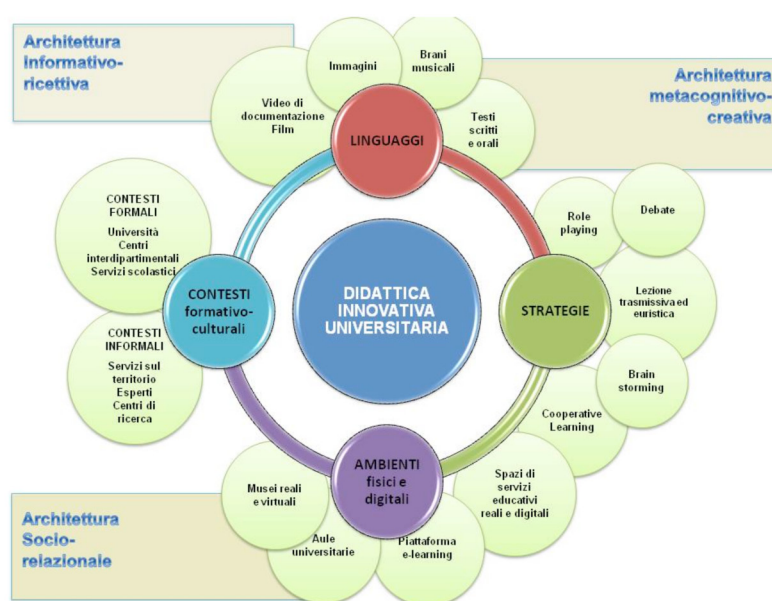 Architettura
Informativo-
ricettiva
Architettura
metacognitivo-
creativa
Immagini
Brani
musicali
Video di
documentazione
Film
Testi
scritti
e orali
LINGUAGGI
CONTESTI
FORMALI
Università
Centri
interdipartimentali
Servizi scolastici
CONTESTI
INFORMALI
Servizi sul
territorio
Esperti
Centri di
ricerca
CONTESTI
formativo-
culturali
DIDATTICA
INNOVATIVA
UNIVERSITARIA
STRATEGIE
Role
playing
Debate
Lezione
trasmissiva ed
euristica
Brain
storming
Cooperative
Learning
AMBIENTI
fisici e
digitali
Musei reali
e virtuali
Aule
universitarie
Piattaforma
e-learning
Spazi di
servizi
educativi
reali e digitali
Architettura
Socio-
relazionale